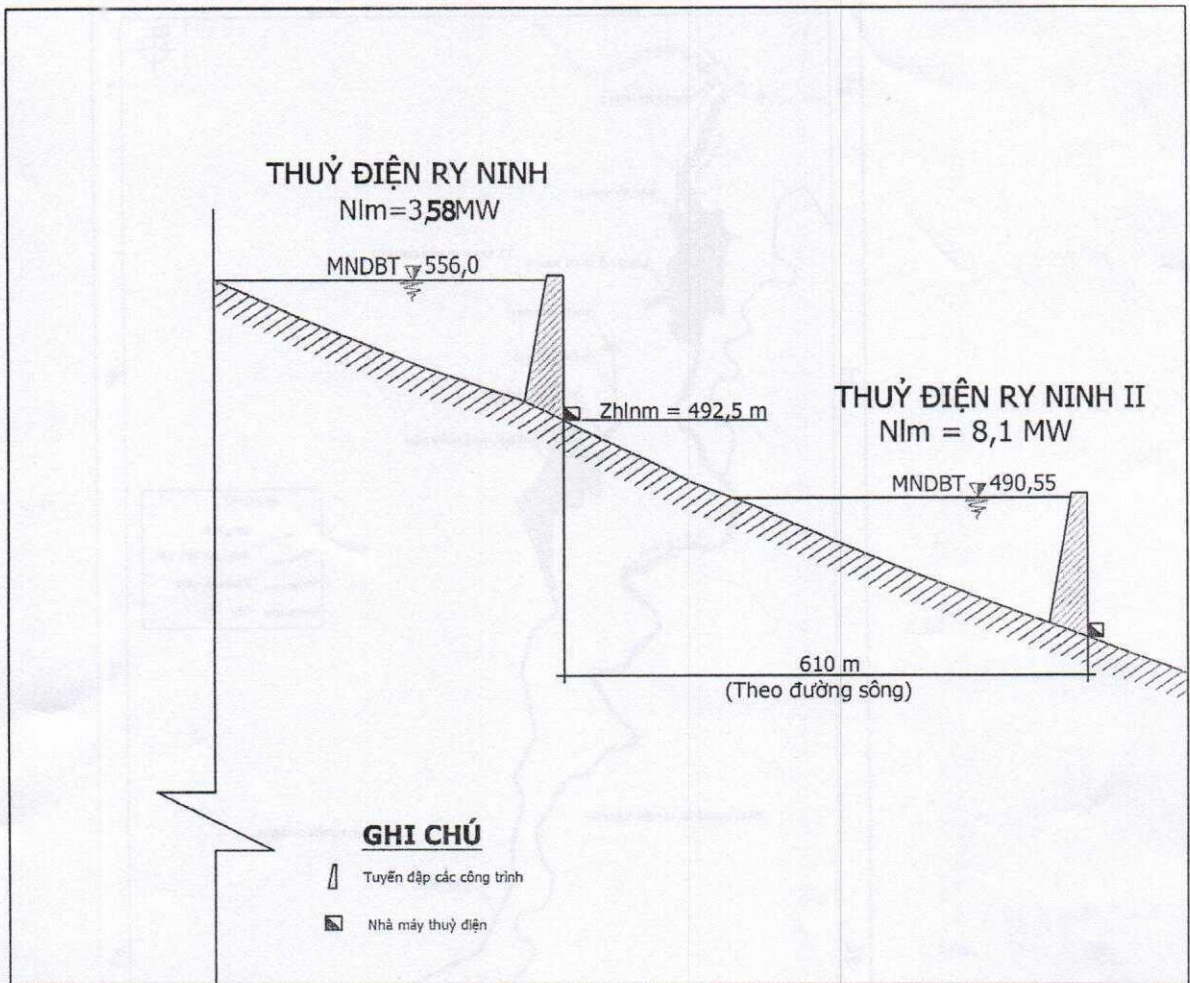 THUỶ ĐIỆN RY NINH
Nlm=3,58MW
MNDBT 556,0
Zhlnm = 492,5 m
THUỶ ĐIỆN RY NINH II
Nlm = 8,1 MW
MNDBT 490,55
610 m
(Theo đường sông)
GHI CHÚ
Tuyến đập các công trình
Nhà máy thuỷ điện